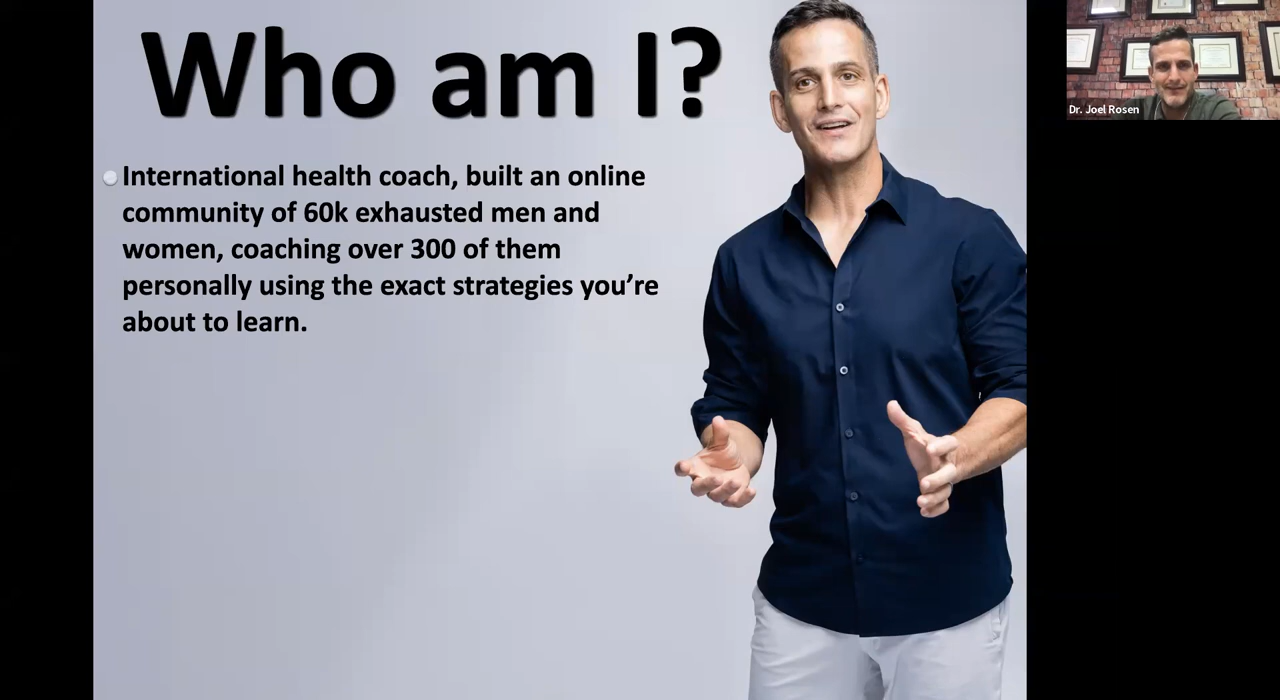 Who am I?
International health coach, built an online
community of 60k exhausted men and
women, coaching over 300 of them
personally using the exact strategies you’re
about to learn.
Dr. Joel Rosen